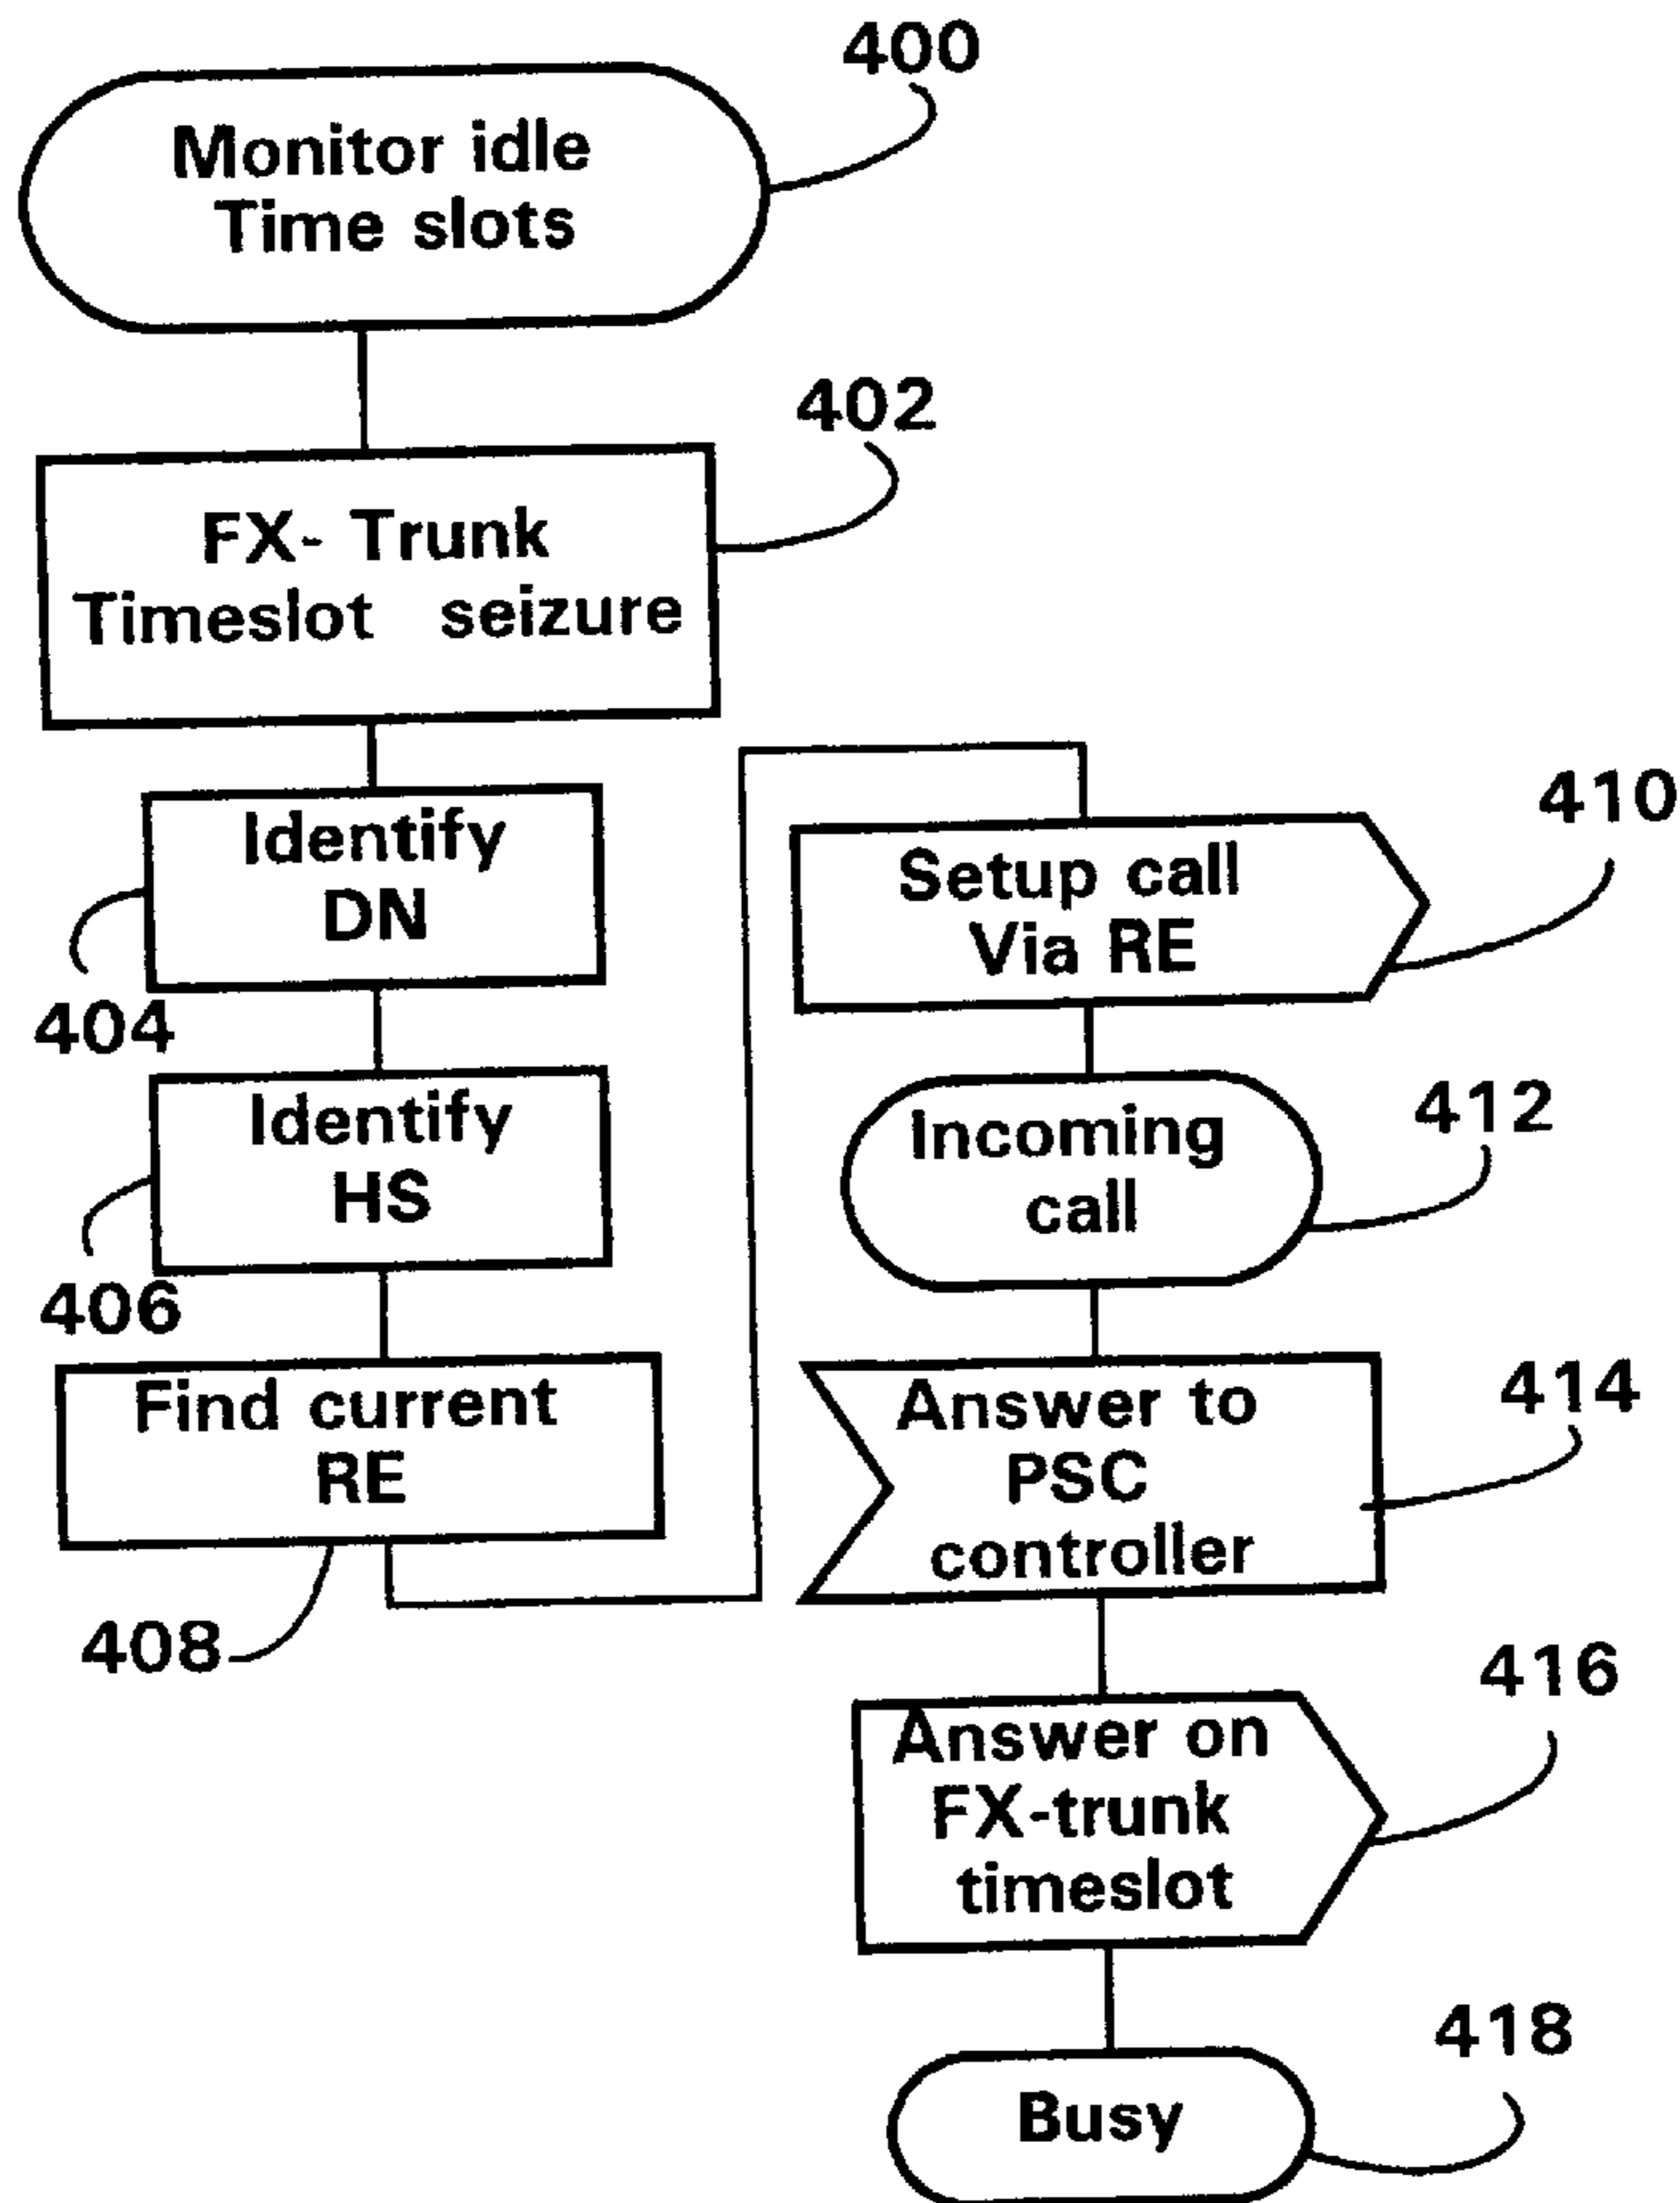 400
Monitor idle
Time slots
402
FX- Trunk
Timeslot seizure
Identify
DN
404
Identify
HS
406
Find current
RE
408
410
Setup call
Via RE
412
Incoming
call
414
Answer to
PSC
controller
416
Answer on
FX-trunk
timeslot
418
Busy